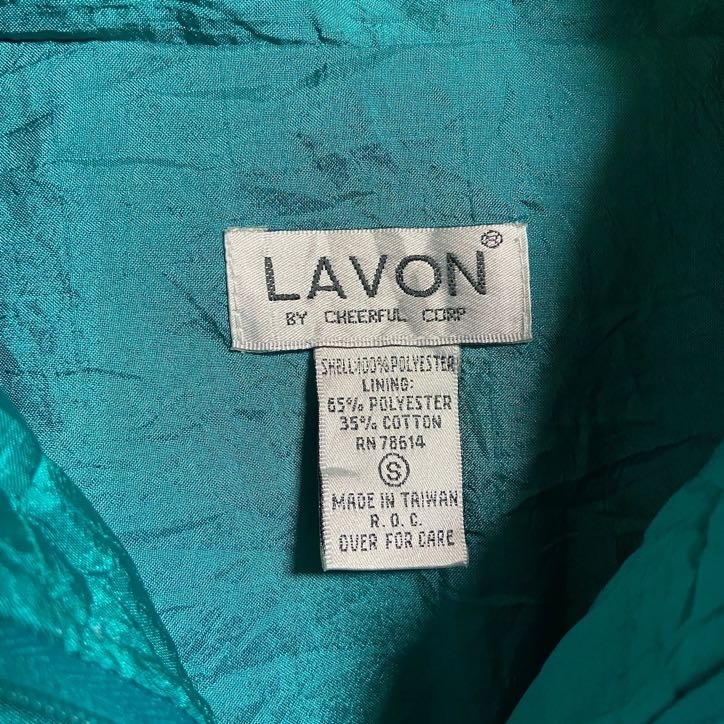 LAVON®
BY CHEERFUL CORP
SHELL:100% POLYESTER
LINING:
65% POLYESTER
35% COTTON
RN 78614
S
MADE IN TAIWAN
R.O.C.
OVER FOR CARE